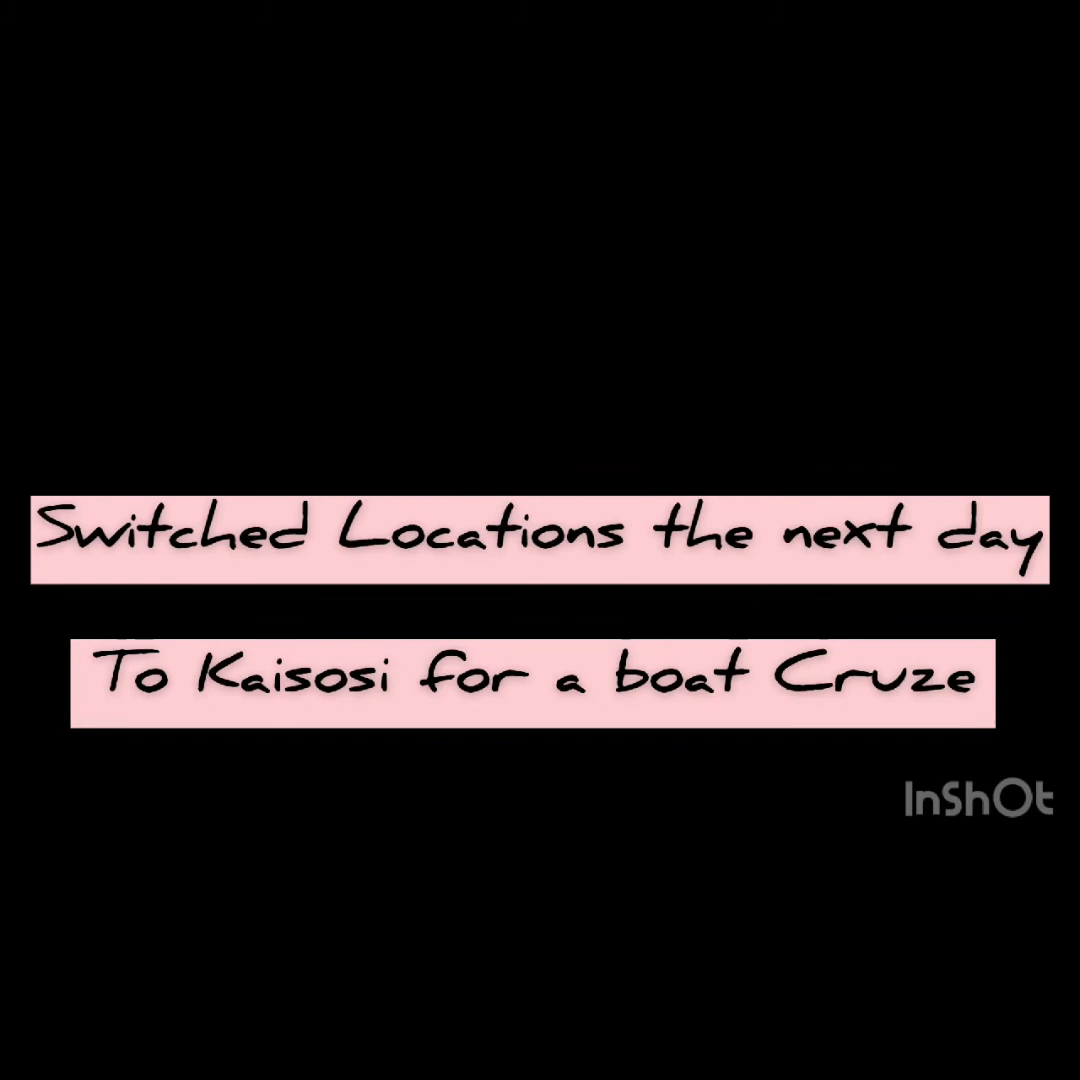 Switched Locations the next day
To Kaisosi for a boat Cruze
InShOt